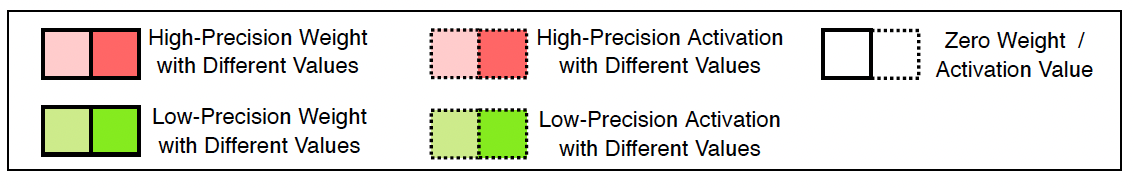 High-Precision Weight
with Different Values
High-Precision Activation
with Different Values
Zero Weight /
Activation Value
Low-Precision Weight
with Different Values
Low-Precision Activation
with Different Values